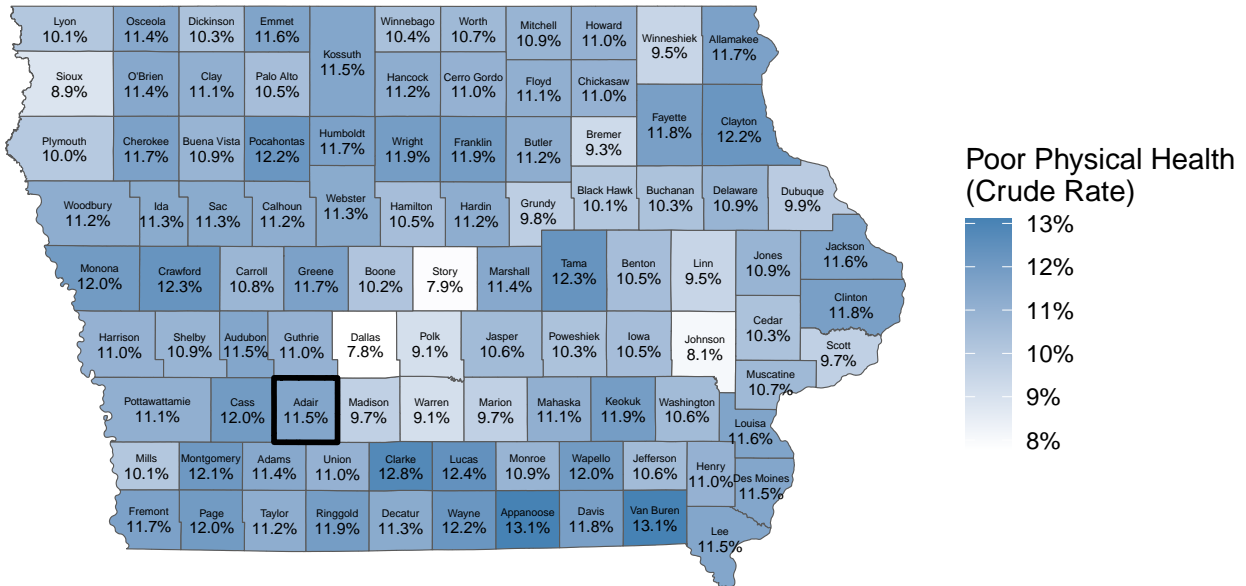 Lyon
10.1%
Osceola
11.4%
Dickinson
10.3%
Emmet
11.6%
Kossuth
11.5%
Winnebago
10.4%
Worth
10.7%
Mitchell
10.9%
Howard
11.0%
Winneshiek
9.5%
Allamakee
11.7%
Sioux
8.9%
O'Brien
11.4%
Clay
11.1%
Palo Alto
10.5%
Hancock
11.2%
Cerro Gordo
11.0%
Floyd
11.1%
Chickasaw
11.0%
Fayette
11.8%
Clayton
12.2%
Plymouth
10.0%
Cherokee
11.7%
Buena Vista
10.9%
Pocahontas
12.2%
Humboldt
11.7%
Wright
11.9%
Franklin
11.9%
Butler
11.2%
Bremer
9.3%
Woodbury
11.2%
Ida
11.3%
Sac
11.3%
Calhoun
11.2%
Webster
11.3%
Hamilton
10.5%
Hardin
11.2%
Grundy
9.8%
Black Hawk
10.1%
Buchanan
10.3%
Delaware
10.9%
Dubuque
9.9%
Monona
12.0%
Crawford
12.3%
Carroll
10.8%
Greene
11.7%
Boone
10.2%
Story
7.9%
Marshall
11.4%
Tama
12.3%
Benton
10.5%
Linn
9.5%
Jones
10.9%
Jackson
11.6%
Clinton
11.8%
Harrison
11.0%
Shelby
10.9%
Audubon
11.5%
Guthrie
11.0%
Dallas
7.8%
Polk
9.1%
Jasper
10.6%
Poweshiek
10.3%
Iowa
10.5%
Johnson
8.1%
Cedar
10.3%
Scott
9.7%
Muscatine
10.7%
Pottawattamie
11.1%
Cass
12.0%
Adair
11.5%
Madison
9.7%
Warren
9.1%
Marion
9.7%
Mahaska
11.1%
Keokuk
11.9%
Washington
10.6%
Louisa
11.6%
Mills
10.1%
Montgomery
12.1%
Adams
11.4%
Union
11.0%
Clarke
12.8%
Lucas
12.4%
Monroe
10.9%
Wapello
12.0%
Jefferson
10.6%
Henry
11.0%
Des Moines
11.5%
Fremont
11.7%
Page
12.0%
Taylor
11.2%
Ringgold
11.9%
Decatur
11.3%
Wayne
12.2%
Appanoose
13.1%
Davis
11.8%
Van Buren
13.1%
Lee
11.5%
Poor Physical Health
(Crude Rate)
13%
12%
11%
10%
9%
8%